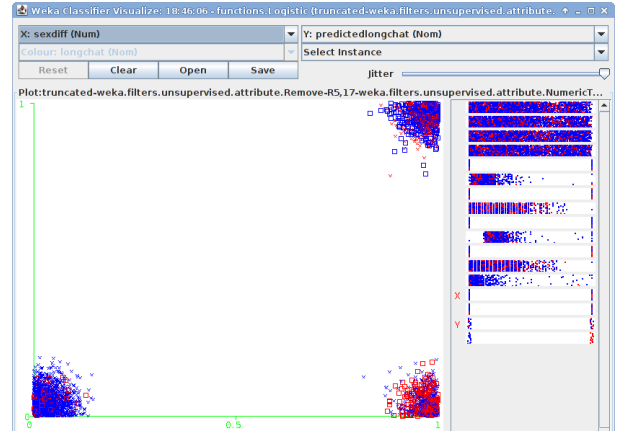 Weka Classifier Visualize: 18:46:06 - functions.Logistic (truncated-weka.filters.unsupervised.attribute.
X: sexdiff (Num)
Y: predictedlongchat (Nom)
Colour: longchat (Nom)
Select Instance
Reset
Clear
Open
Save
Jitter
Plot:truncated-weka.filters.unsupervised.attribute.Remove-R5,17-weka.filters.unsupervised.attribute.NumericT...
1
X
Y
0
0
0.5
1